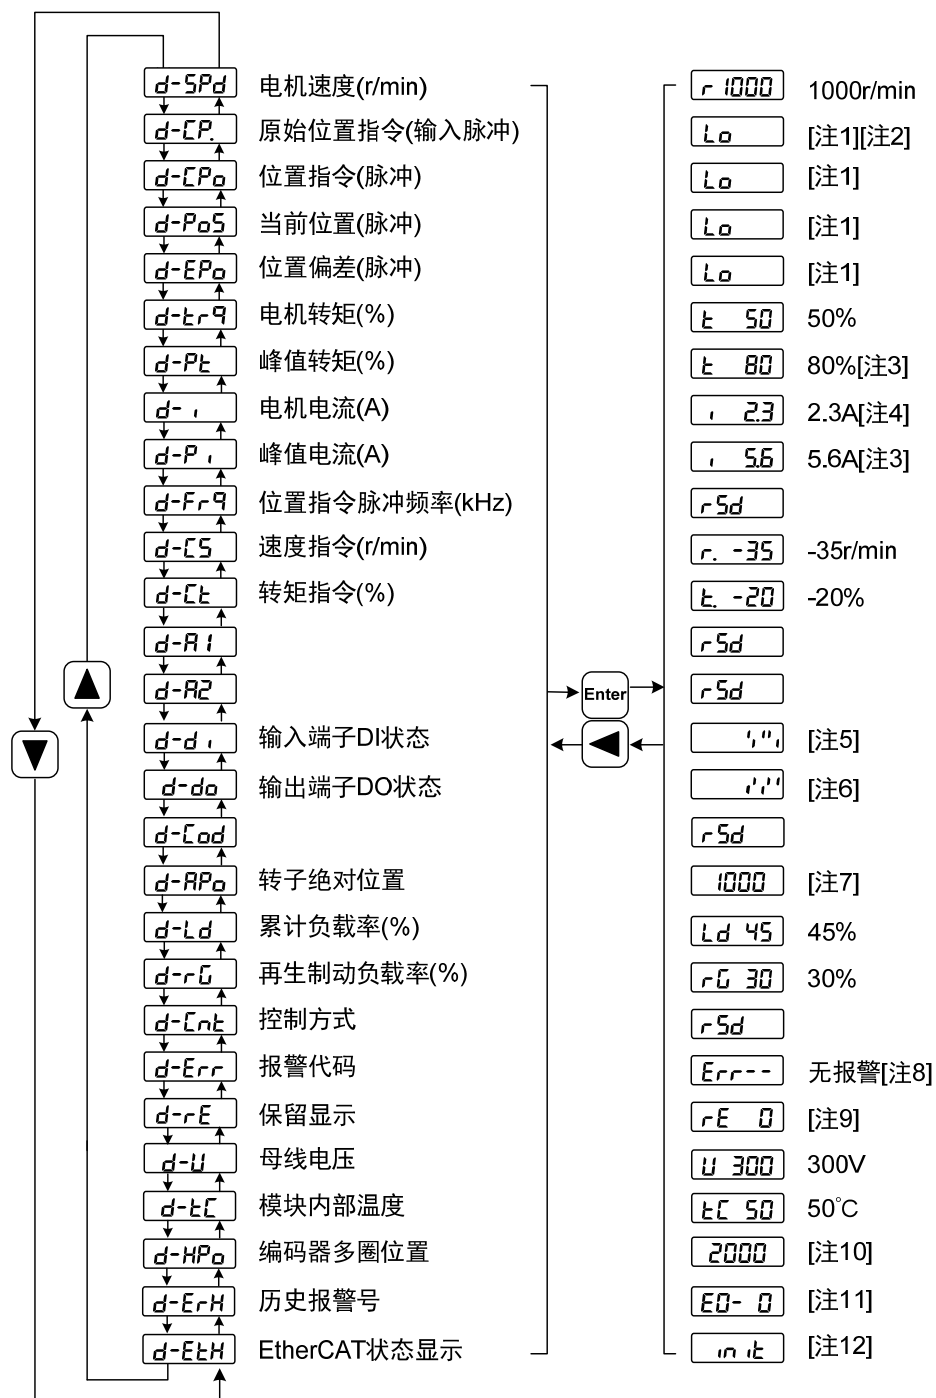 d-SPd 电机速度(r/min) r 1000 1000r/min
d-CP. 原始位置指令(输入脉冲) Lo [注1][注2]
d-CPo 位置指令(脉冲) Lo [注1]
d-PoS 当前位置(脉冲) Lo [注1]
d-EPo 位置偏差(脉冲) Lo [注1]
d-trq 电机转矩(%) t 50 50%
d-Pt 峰值转矩(%) t 80 80%[注3]
d-i 电机电流(A) i 2.3 2.3A[注4]
d-Pi 峰值电流(A) i 5.6 5.6A[注3]
d-Frq 位置指令脉冲频率(kHz) rSd
d-CS 速度指令(r/min) r. -35 -35r/min
d-Ct 转矩指令(%) t. -20 -20%
d-A1 rSd
d-A2 rSd
Enter
d-di 输入端子DI状态 [注5]
d-do 输出端子DO状态 [注6]
d-Cod rSd
d-APo 转子绝对位置 1000 [注7]
d-Ld 累计负载率(%) Ld 45 45%
d-rG 再生制动负载率(%) rG 30 30%
d-Cnt 控制方式 rSd
d-Err 报警代码 Err-- 无报警[注8]
d-rE 保留显示 rE 0 [注9]
d-U 母线电压 U 300 300V
d-tC 模块内部温度 tC 50 50°C
d-HPo 编码器多圈位置 2000 [注10]
d-ErH 历史报警号 E0- 0 [注11]
d-EtH EtherCAT状态显示 init [注12]